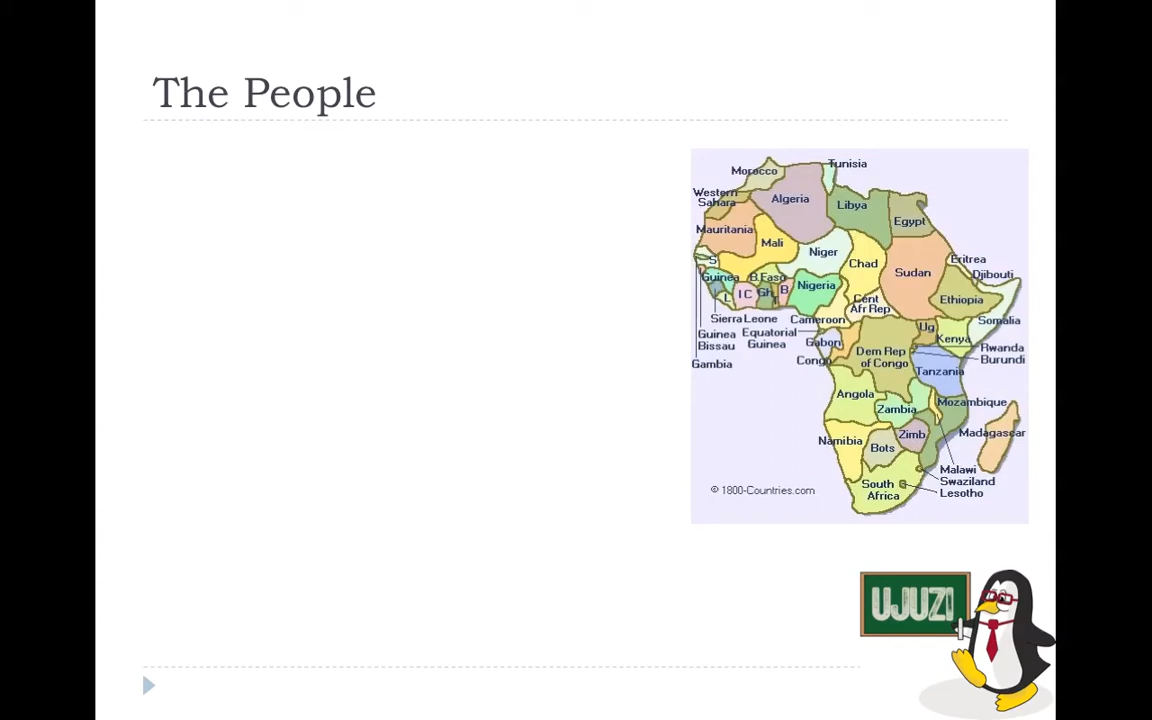 The People
Tunisia
Morocco
Western
Sahara
Algeria
Libya
Egypt
Mauritania
Mali
Niger
Chad
Sudan
Eritrea
Djibouti
S
Guinea
B Faso
L
I C
Gh
T
B
Nigeria
Cent
Afr Rep
Ethiopia
Somalia
Sierra Leone
Cameroon
Ug
Kenya
Guinea
Bissau
Equatorial
Guinea
Gabon
Congo
Gambia
Dem Rep
of Congo
Rwanda
Burundi
Tanzania
Angola
Zambia
Mozambique
Namibia
Bots
Zimb
Madagascar
Malawi
Swaziland
Lesotho
South
Africa
© 1800-Countries.com
UJUZI